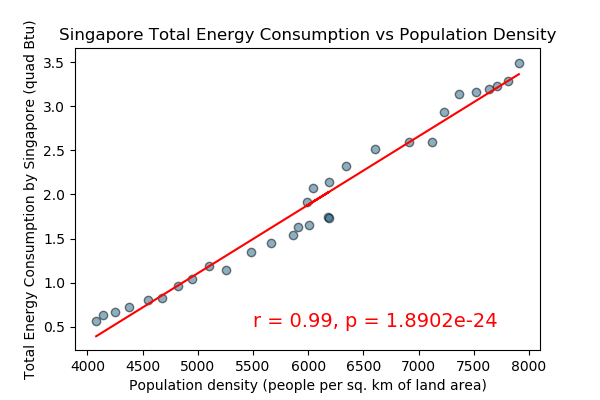 Singapore Total Energy Consumption vs Population Density
Total Energy Consumption by Singapore (quad Btu)
3.5
3.0
2.5
2.0
1.5
1.0
0.5
r = 0.99, p = 1.8902e-24
4000 4500 5000 5500 6000 6500 7000 7500 8000
Population density (people per sq. km of land area)